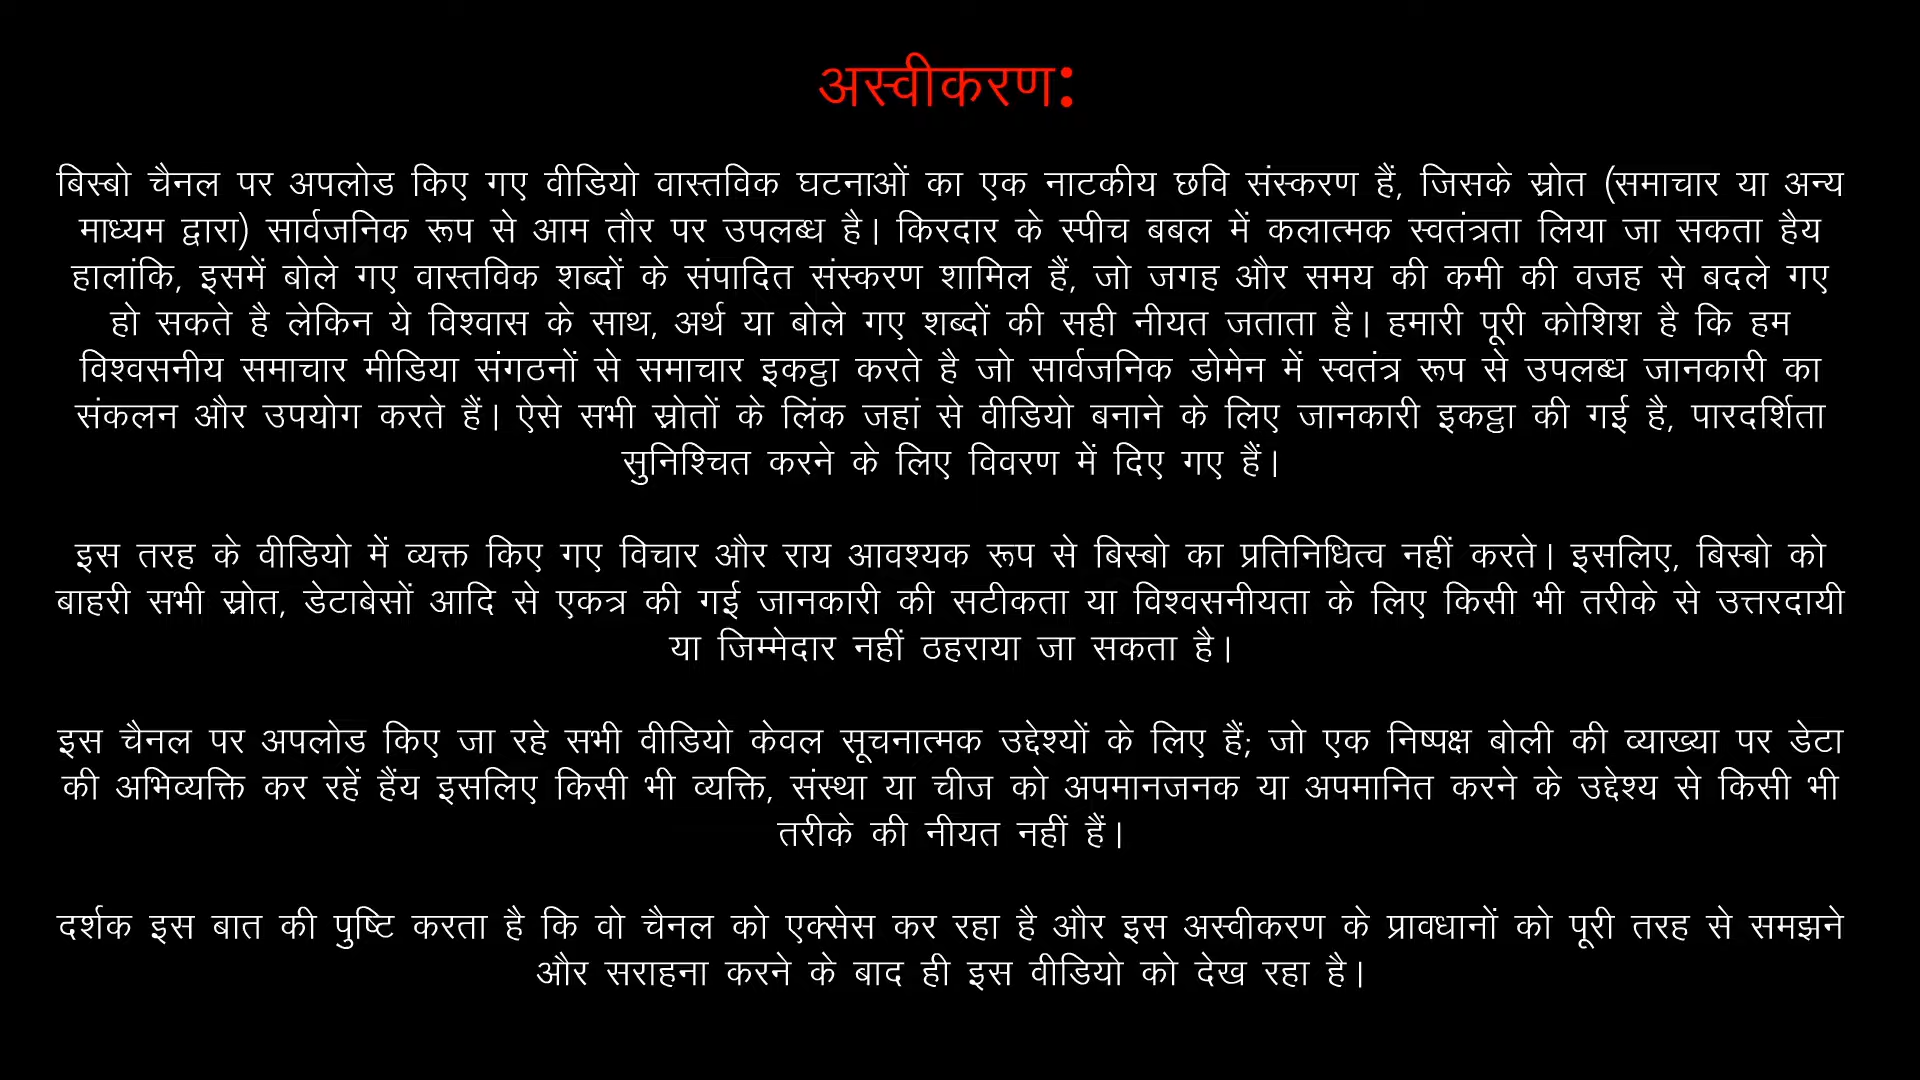 अस्वीकरण:
बिस्बो चैनल पर अपलोड किए गए वीडियो वास्तविक घटनाओं का एक नाटकीय छवि संस्करण हैं, जिसके स्रोत (समाचार या अन्य
माध्यम द्वारा) सार्वजनिक रूप से आम तौर पर उपलब्ध है। किरदार के स्पीच बबल में कलात्मक स्वतंत्रता लिया जा सकता हैय
हालांकि, इसमें बोले गए वास्तविक शब्दों के संपादित संस्करण शामिल हैं, जो जगह और समय की कमी की वजह से बदले गए
हो सकते है लेकिन ये विश्वास के साथ, अर्थ या बोले गए शब्दों की सही नीयत जताता है। हमारी पूरी कोशिश है कि हम
विश्वसनीय समाचार मीडिया संगठनों से समाचार इकट्ठा करते है जो सार्वजनिक डोमेन में स्वतंत्र रूप से उपलब्ध जानकारी का
संकलन और उपयोग करते हैं। ऐसे सभी स्रोतों के लिंक जहां से वीडियो बनाने के लिए जानकारी इकट्ठा की गई है, पारदर्शिता
सुनिश्चित करने के लिए विवरण में दिए गए हैं।
इस तरह के वीडियो में व्यक्त किए गए विचार और राय आवश्यक रूप से बिस्बो का प्रतिनिधित्व नहीं करते। इसलिए, बिस्बो को
बाहरी सभी स्रोत, डेटाबेसों आदि से एकत्र की गई जानकारी की सटीकता या विश्वसनीयता के लिए किसी भी तरीके से उत्तरदायी
या जिम्मेदार नहीं ठहराया जा सकता है।
इस चैनल पर अपलोड किए जा रहे सभी वीडियो केवल सूचनात्मक उद्देश्यों के लिए हैं; जो एक निष्पक्ष बोली की व्याख्या पर डेटा
की अभिव्यक्ति कर रहें हैंय इसलिए किसी भी व्यक्ति, संस्था या चीज को अपमानजनक या अपमानित करने के उद्देश्य से किसी भी
तरीके की नीयत नहीं हैं।
दर्शक इस बात की पुष्टि करता है कि वो चैनल को एक्सेस कर रहा है और इस अस्वीकरण के प्रावधानों को पूरी तरह से समझने
और सराहना करने के बाद ही इस वीडियो को देख रहा है।